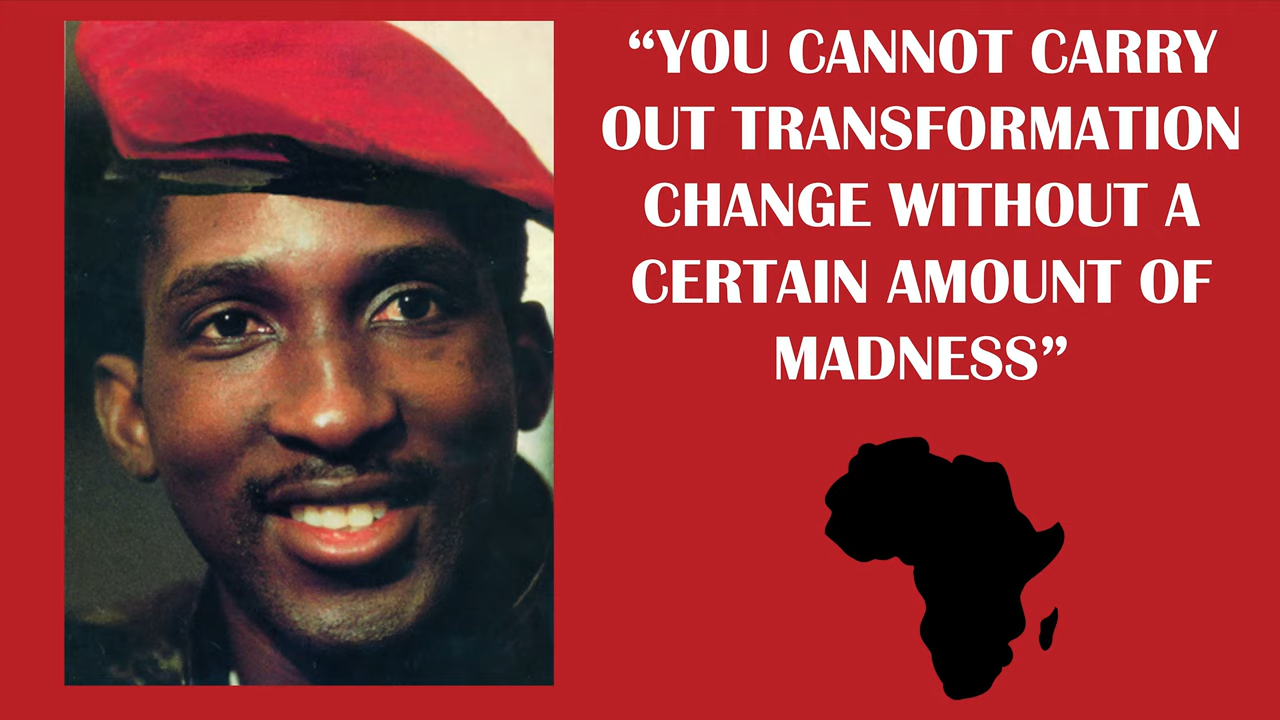 “YOU CANNOT CARRY
OUT TRANSFORMATION
CHANGE WITHOUT A
CERTAIN AMOUNT OF
MADNESS”